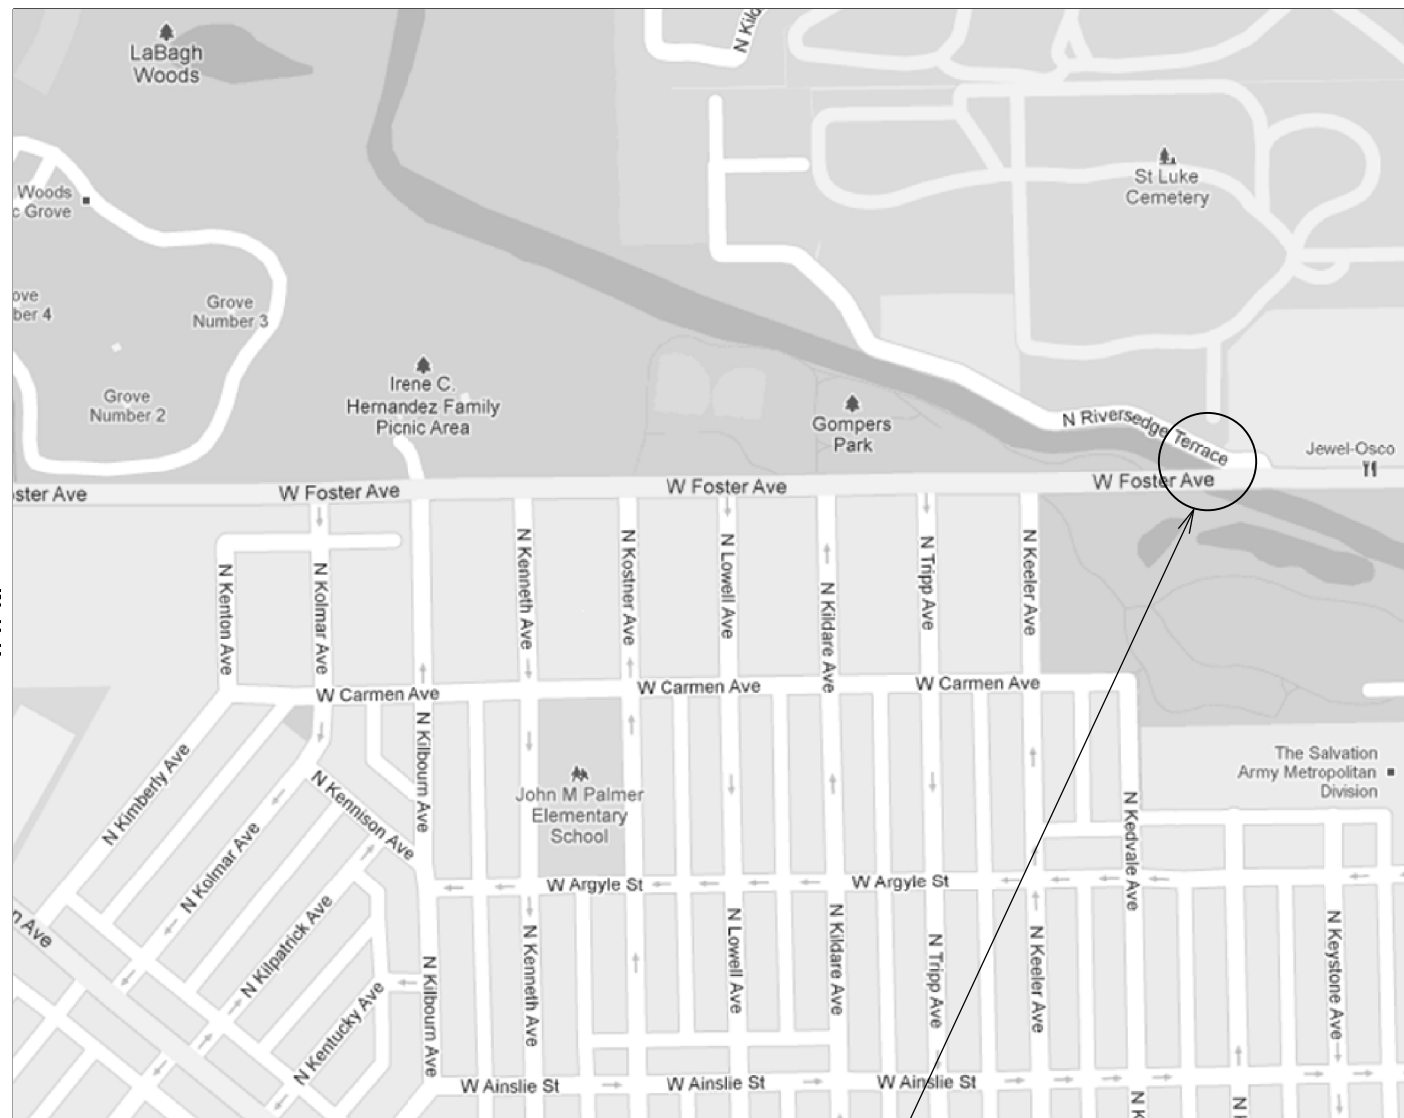 LaBagh
Woods
N Kild
Woods
c Grove
St Luke
Cemetery
ove
ber 4
Grove
Number 3
Grove
Number 2
Irene C.
Hernandez Family
Picnic Area
Gompers
Park
N Riversedge Terrace
Jewel-Osco
ster Ave
W Foster Ave
W Foster Ave
W Foster Ave
N Kenton Ave
N Kolmar Ave
N Kenneth Ave
N Kostner Ave
N Lowell Ave
N Kildare Ave
N Tripp Ave
N Keeler Ave
W Carmen Ave
W Carmen Ave
W Carmen Ave
N Kimberly Ave
N Kolmar Ave
N Kennison Ave
N Kilbourn Ave
John M Palmer
Elementary
School
The Salvation
Army Metropolitan
Division
N Kedvale Ave
W Argyle St
W Argyle St
n Ave
N Kilpatrick Ave
N Kentucky Ave
N Kilbourn Ave
N Kenneth Ave
N Lowell Ave
N Kildare Ave
N Tripp Ave
N Keeler Ave
N Keystone Ave
W Ainslie St
W Ainslie St
W Ainslie St
N K
N